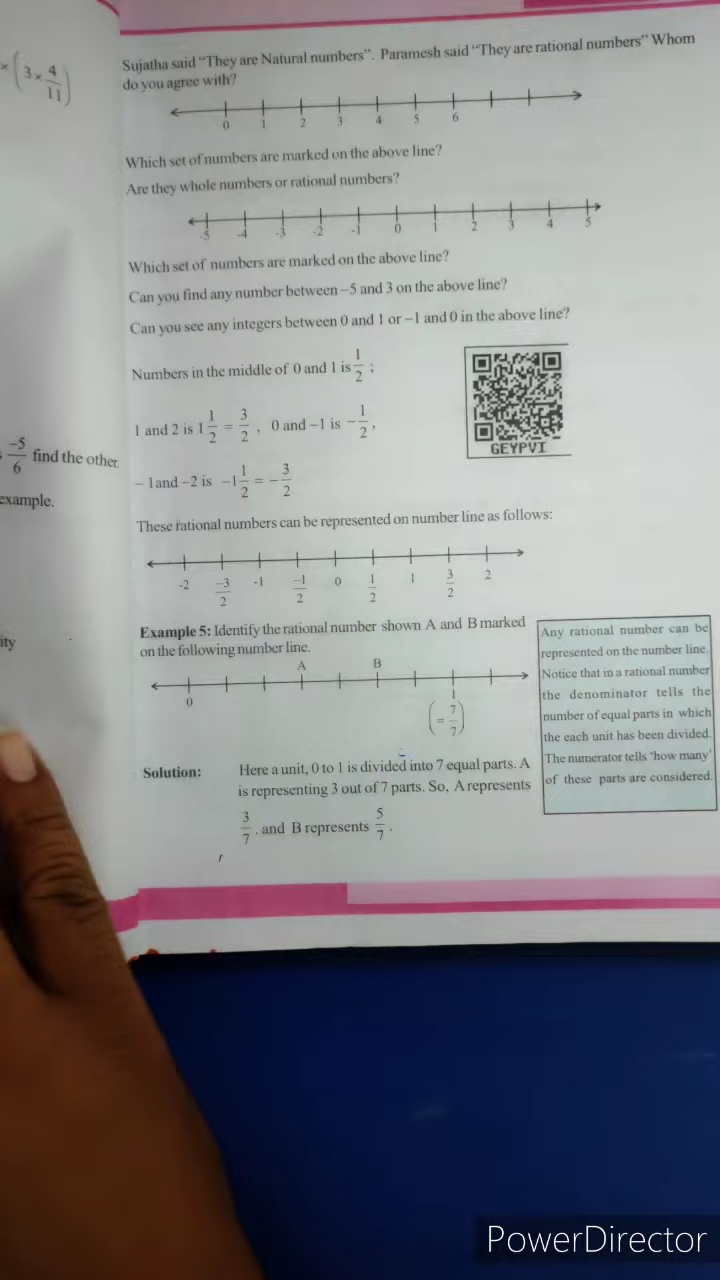 × ( 3 × 4/11 )
-5/6 find the other.
example.
ity
Sujatha said "They are Natural numbers". Paramesh said "They are rational numbers" Whom
do you agree with?
0 1 2 3 4 5 6
Which set of numbers are marked on the above line?
Are they whole numbers or rational numbers?
-5 -4 -3 -2 -1 0 1 2 3 4 5
Which set of numbers are marked on the above line?
Can you find any number between –5 and 3 on the above line?
Can you see any integers between 0 and 1 or –1 and 0 in the above line?
Numbers in the middle of 0 and 1 is 1/2 ;
1 and 2 is 1 1/2 = 3/2 , 0 and –1 is – 1/2 ,
– 1and –2 is –1 1/2 = – 3/2
GEYPVI
These rational numbers can be represented on number line as follows:
-2 -3/2 -1 -1/2 0 1/2 1 3/2 2
Example 5: Identify the rational number shown A and B marked
on the following number line.
A B
0 1
(= 7/7)
Solution: Here a unit, 0 to 1 is divided into 7 equal parts. A
is representing 3 out of 7 parts. So, A represents
3/7 . and B represents 5/7 .
Any rational number can be
represented on the number line.
Notice that in a rational number
the denominator tells the
number of equal parts in which
the each unit has been divided.
The numerator tells 'how many'
of these parts are considered.
PowerDirector